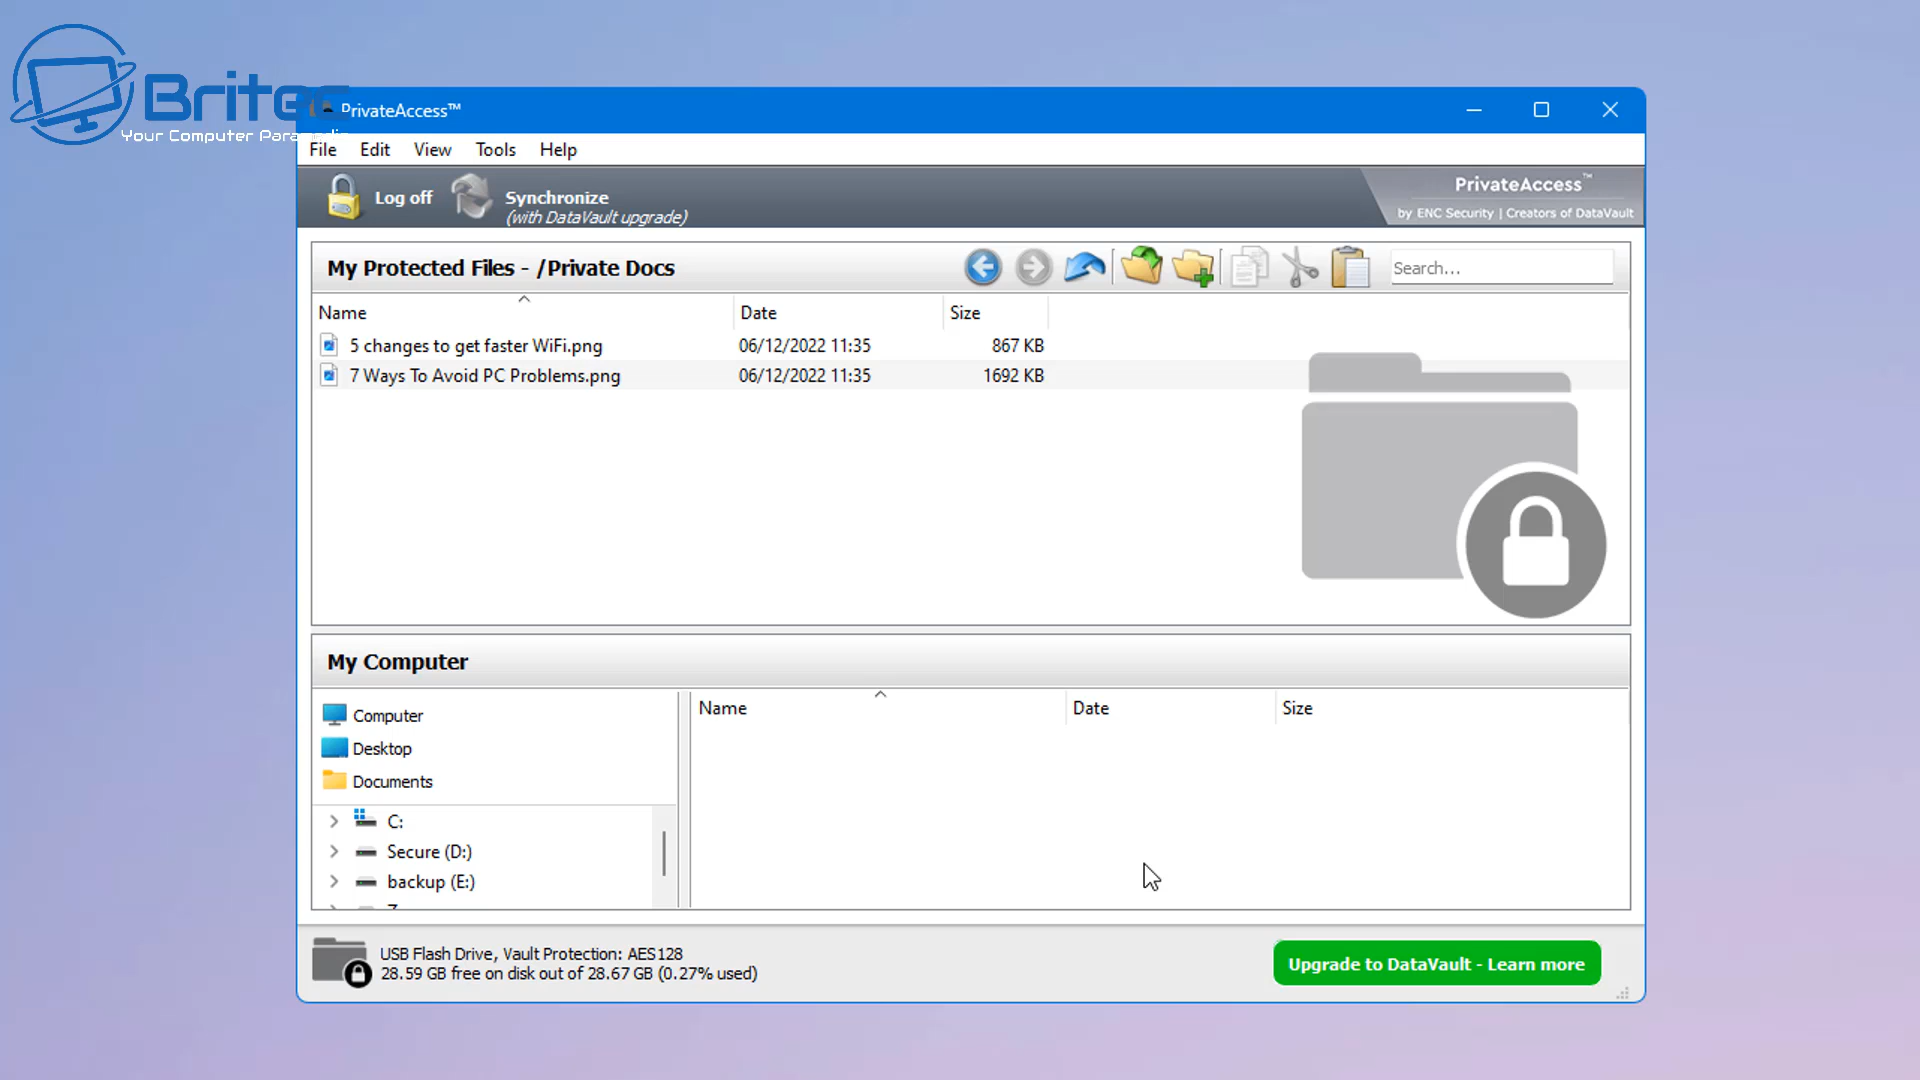 Britec
Your Computer Paramedic
PrivateAccess™
File Edit View Tools Help
Log off
Synchronize
(with DataVault upgrade)
PrivateAccess™
by ENC Security | Creators of DataVault
My Protected Files - /Private Docs
Search...
Name Date Size
5 changes to get faster WiFi.png 06/12/2022 11:35 867 KB
7 Ways To Avoid PC Problems.png 06/12/2022 11:35 1692 KB
My Computer
Computer
Desktop
Documents
C:
Secure (D:)
backup (E:)
Name Date Size
USB Flash Drive, Vault Protection: AES128
28.59 GB free on disk out of 28.67 GB (0.27% used)
Upgrade to DataVault - Learn more